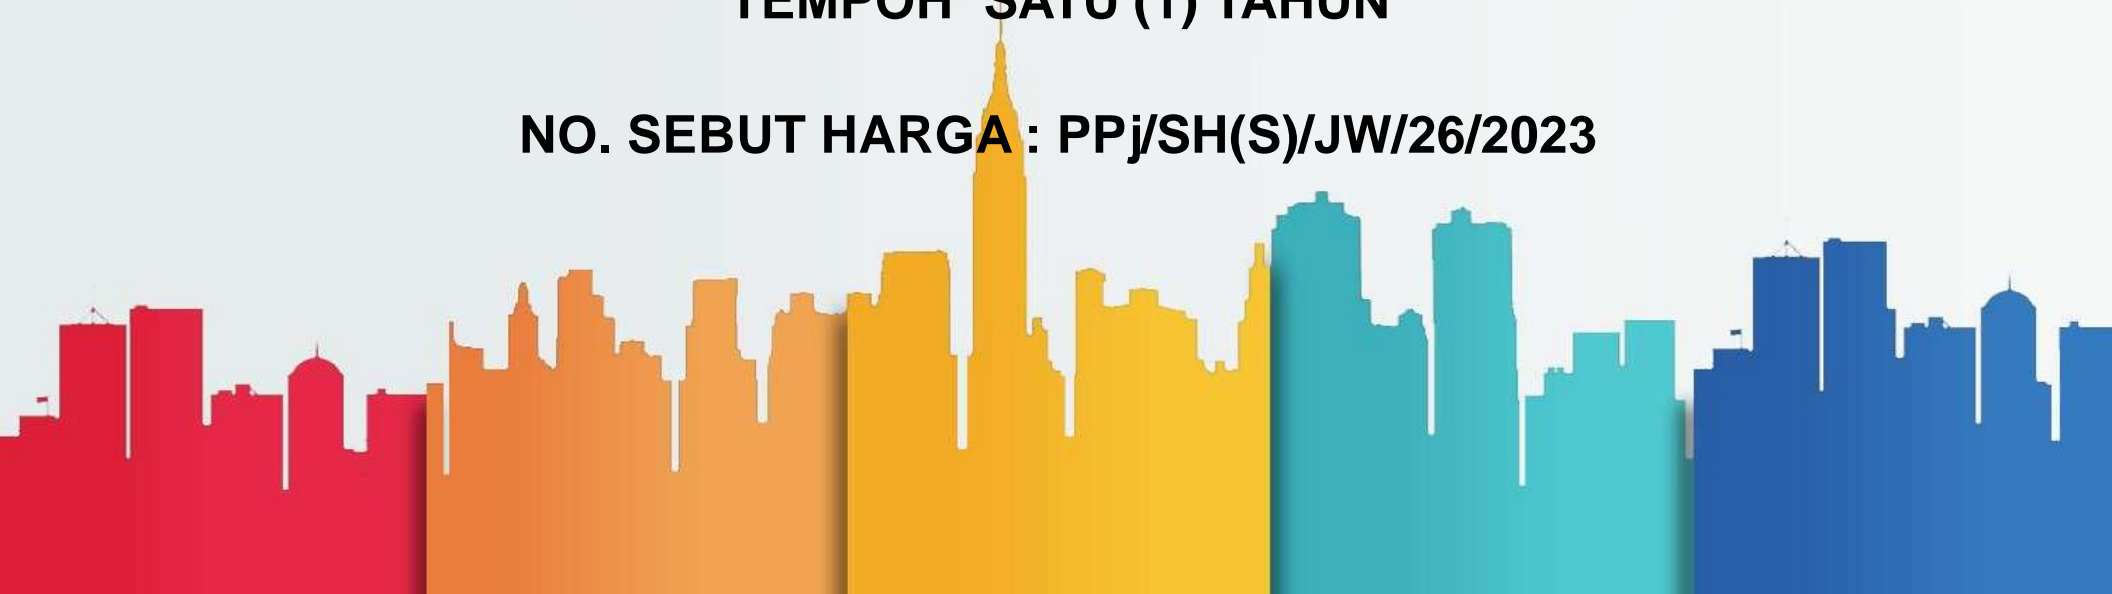 TEMPOH SATU (1) TAHUN
NO. SEBUT HARGA : PPj/SH(S)/JW/26/2023